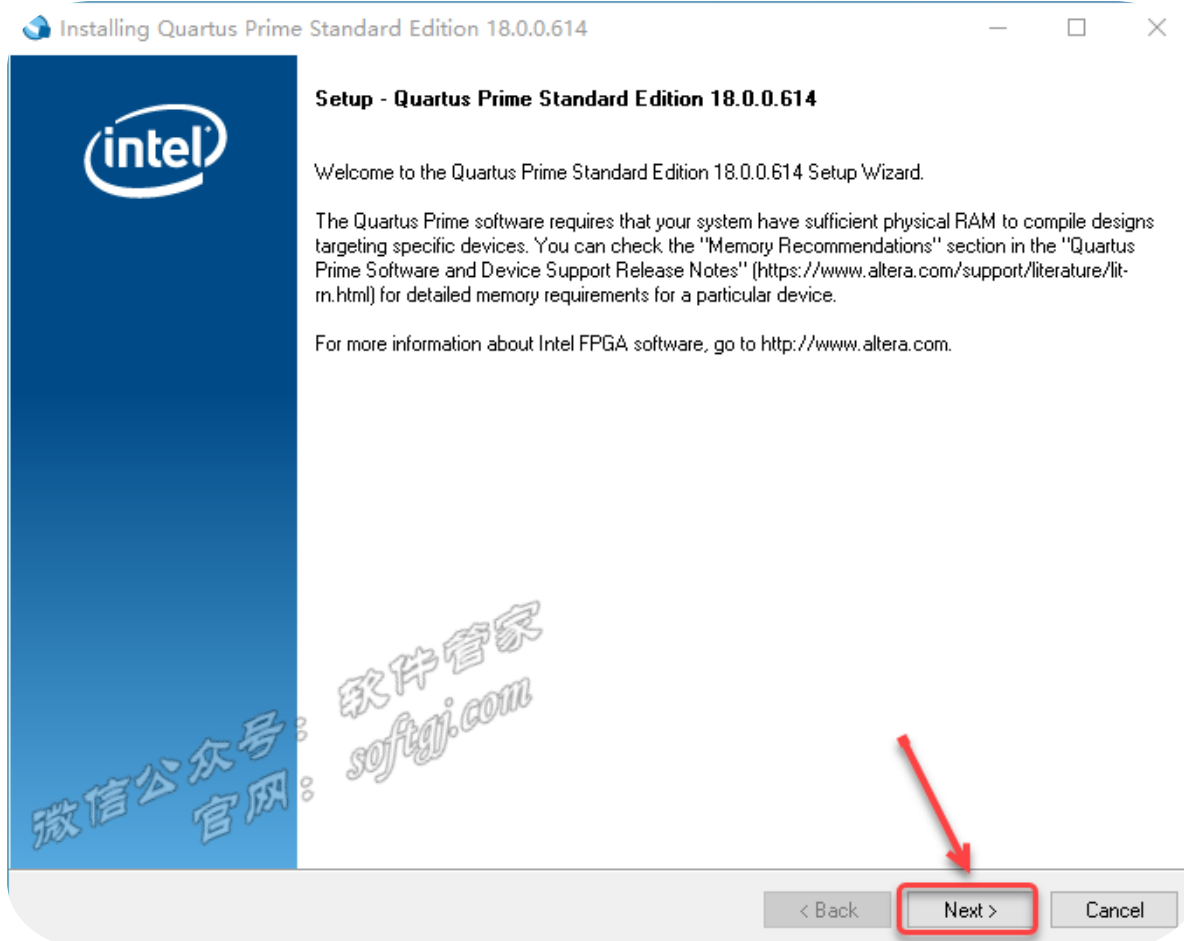 Installing Quartus Prime Standard Edition 18.0.0.614
intel
Setup - Quartus Prime Standard Edition 18.0.0.614
Welcome to the Quartus Prime Standard Edition 18.0.0.614 Setup Wizard.
The Quartus Prime software requires that your system have sufficient physical RAM to compile designs
targeting specific devices. You can check the "Memory Recommendations" section in the "Quartus
Prime Software and Device Support Release Notes" (https://www.altera.com/support/literature/lit-
rn.html) for detailed memory requirements for a particular device.
For more information about Intel FPGA software, go to http://www.altera.com.
微信公众号：软件管家
官网：softgj.com
< Back
Next >
Cancel